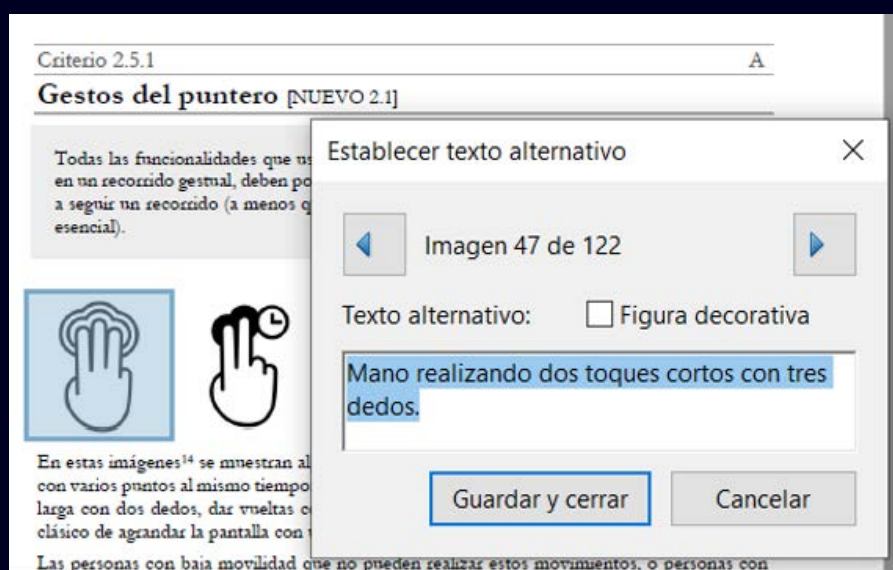 Criterio 2.5.1 A
Gestos del puntero [NUEVO 2.1]
Todas las funcionalidades que us
en un recorrido gestual, deben po
a seguir un recorrido (a menos q
esencial).
Establecer texto alternativo
Imagen 47 de 122
Texto alternativo: Figura decorativa
Mano realizando dos toques cortos con tres
dedos.
Guardar y cerrar Cancelar
En estas imágenes¹⁴ se muestran al
con varios puntos al mismo tiempo
larga con dos dedos, dar vueltas c
clásico de agrandar la pantalla con
Las personas con baja movilidad que no pueden realizar estos movimientos, o personas con